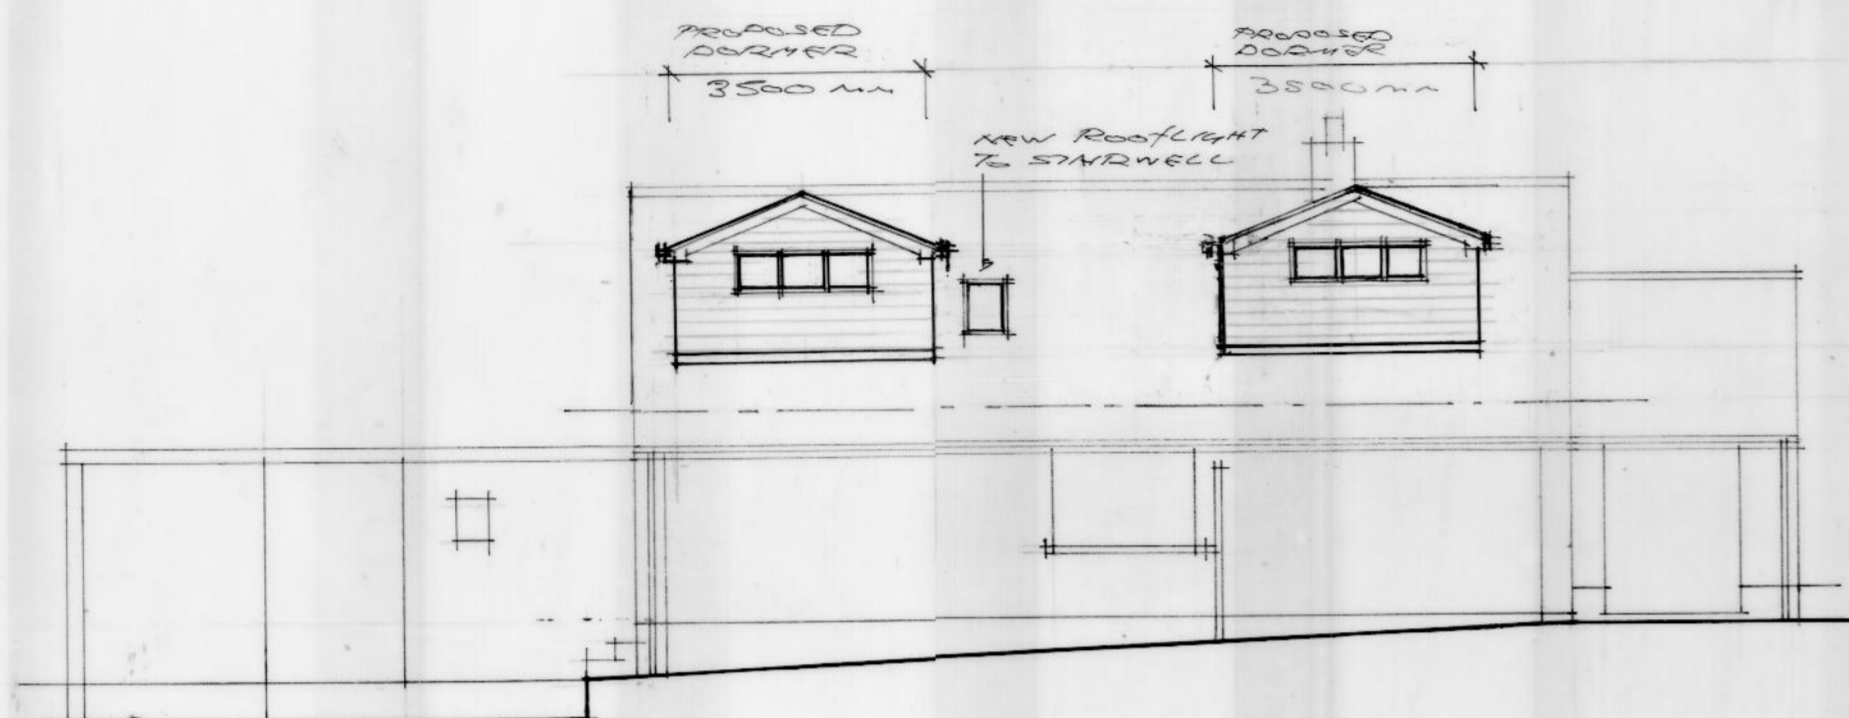 PROPOSED
DORMER
3500 mm
PROPOSED
DORMER
3500 mm
NEW ROOFLIGHT
TO STAIRWELL